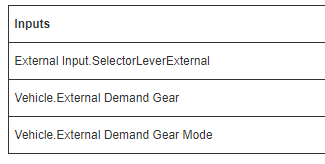 Inputs
External Input.SelectorLeverExternal
Vehicle.External Demand Gear
Vehicle.External Demand Gear Mode